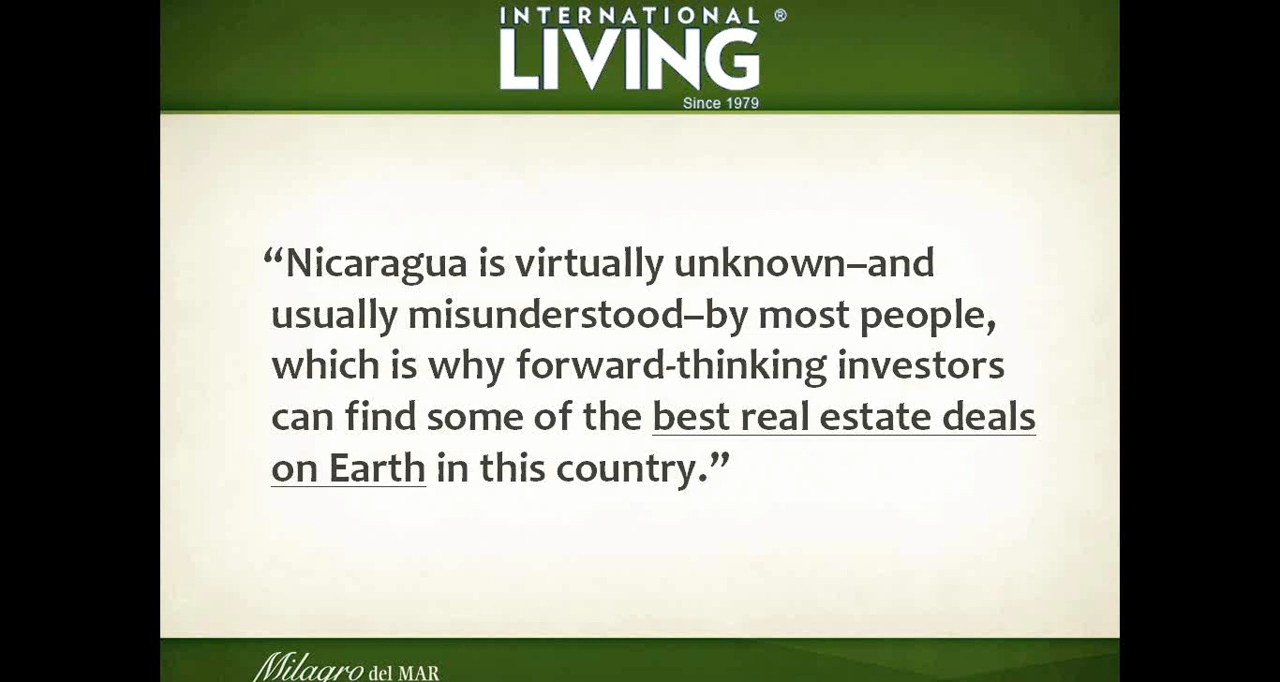 INTERNATIONAL ®
LIVING
Since 1979
“Nicaragua is virtually unknown–and
usually misunderstood–by most people,
which is why forward-thinking investors
can find some of the best real estate deals
on Earth in this country.”
Milagro del MAR